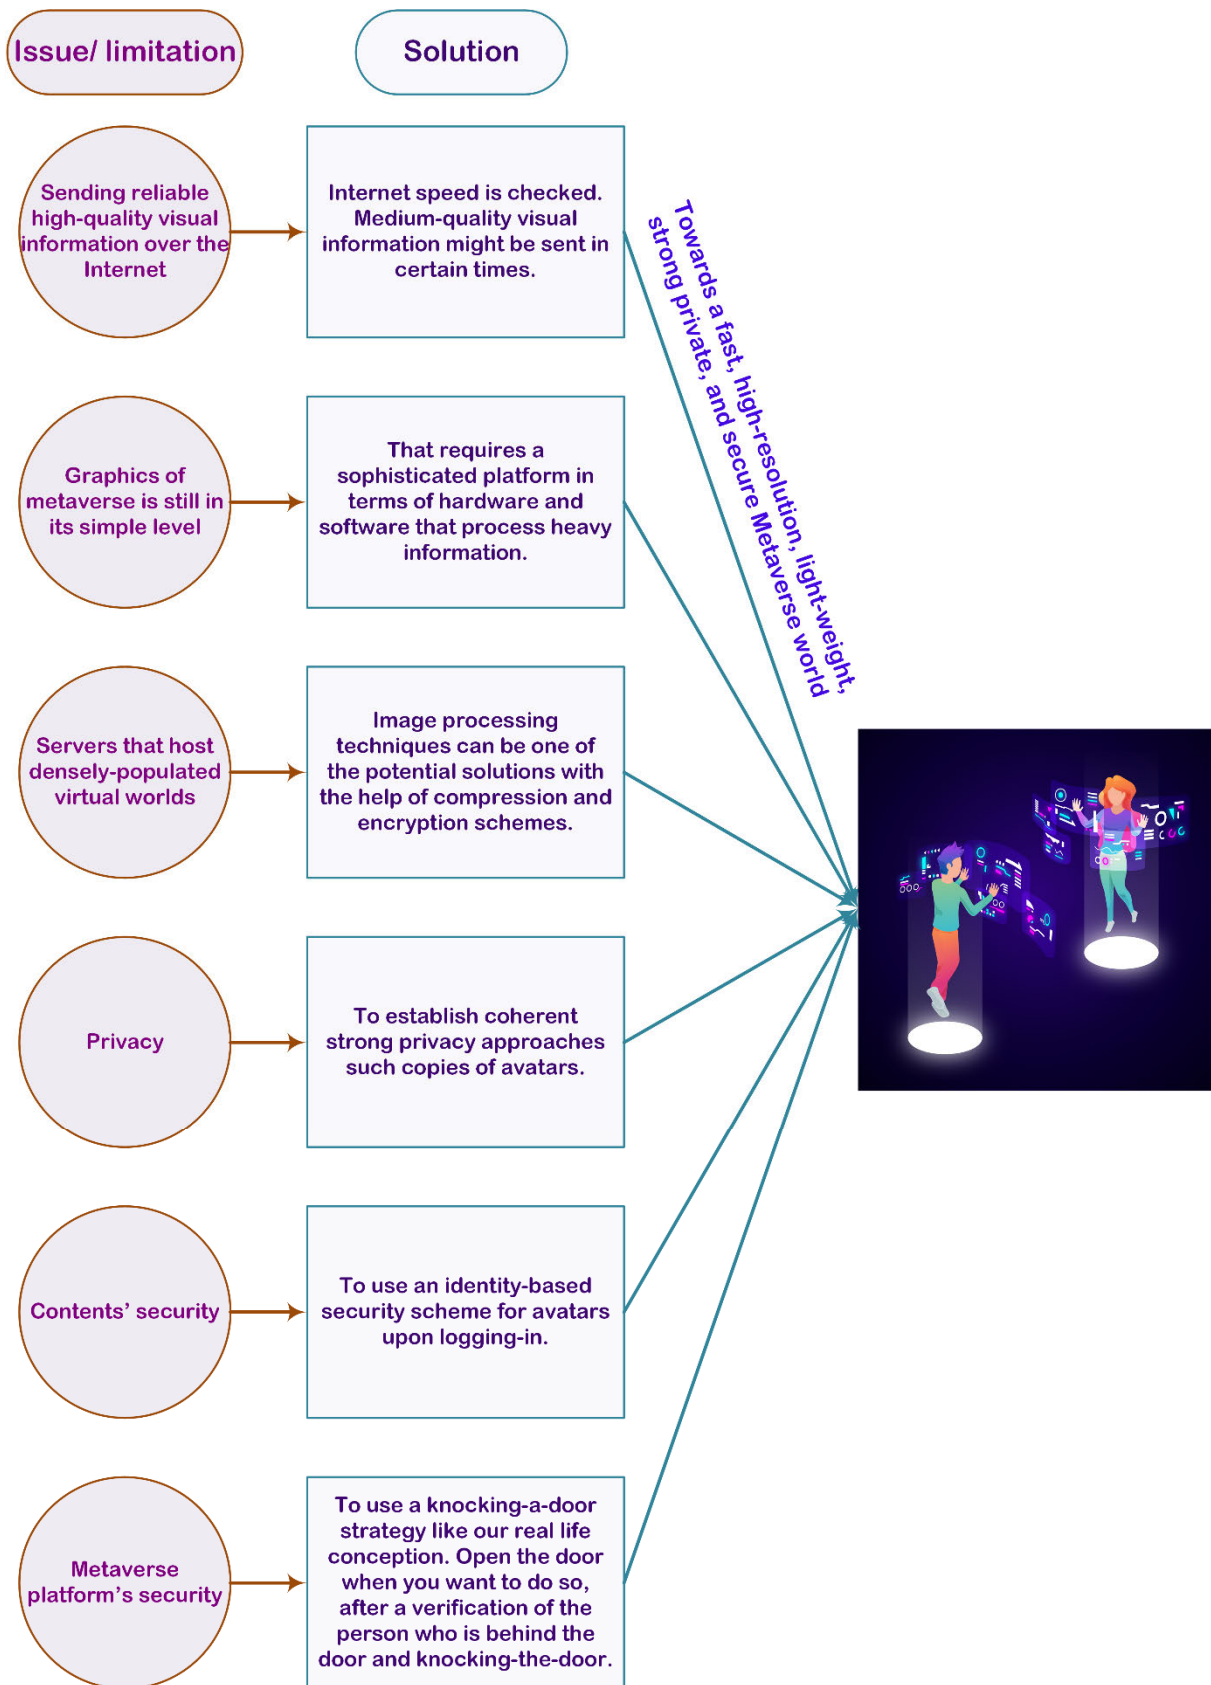 Issue/ limitation
Solution
Sending reliable
high-quality visual
information over the
Internet
Internet speed is checked.
Medium-quality visual
information might be sent in
certain times.
Graphics of
metaverse is still in
its simple level
That requires a
sophisticated platform in
terms of hardware and
software that process heavy
information.
Servers that host
densely-populated
virtual worlds
Image processing
techniques can be one of
the potential solutions with
the help of compression and
encryption schemes.
Privacy
To establish coherent
strong privacy approaches
such copies of avatars.
Contents’ security
To use an identity-based
security scheme for avatars
upon logging-in.
Metaverse
platform’s security
To use a knocking-a-door
strategy like our real life
conception. Open the door
when you want to do so,
after a verification of the
person who is behind the
door and knocking-the-door.
Towards a fast, high-resolution, light-weight,
strong private, and secure Metaverse world